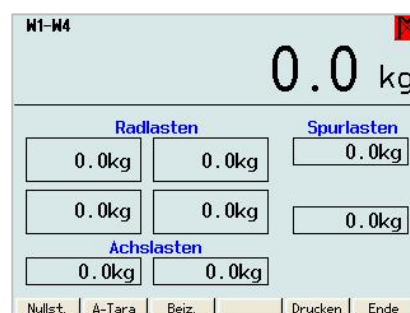 W1-W4
0.0 kg
Radlasten Spurlasten
0.0kg 0.0kg 0.0kg
0.0kg 0.0kg 0.0kg
Achslasten
0.0kg 0.0kg
Nullst. A-Tara Beiz. Drucken Ende